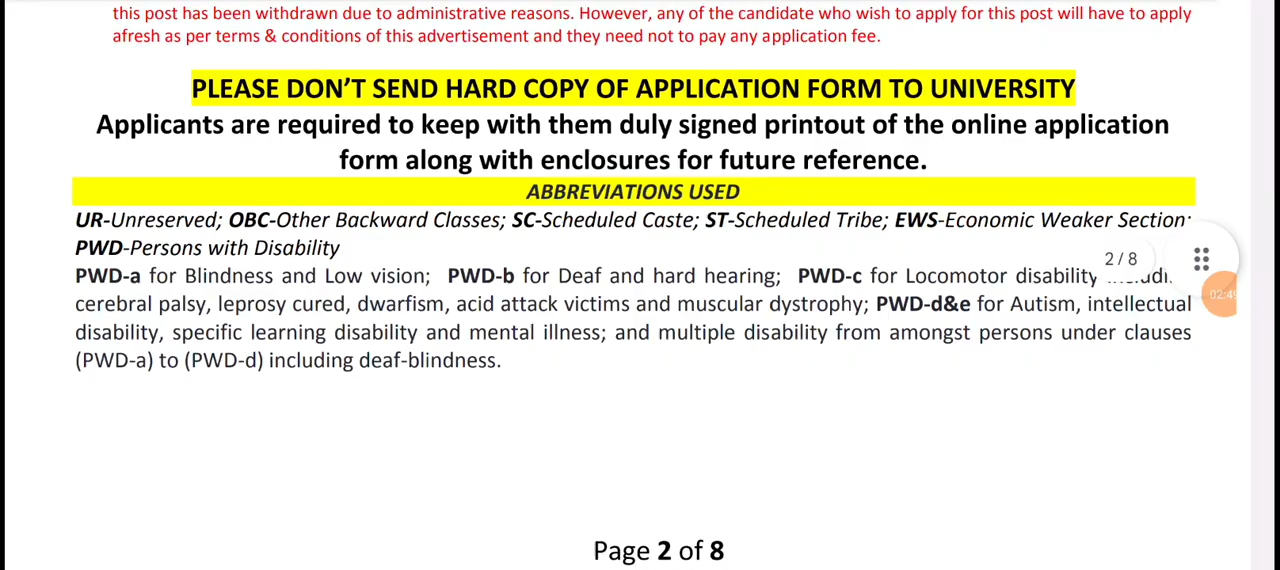 this post has been withdrawn due to administrative reasons. However, any of the candidate who wish to apply for this post will have to apply
afresh as per terms & conditions of this advertisement and they need not to pay any application fee.
PLEASE DON'T SEND HARD COPY OF APPLICATION FORM TO UNIVERSITY
Applicants are required to keep with them duly signed printout of the online application
form along with enclosures for future reference.
ABBREVIATIONS USED
UR-Unreserved; OBC-Other Backward Classes; SC-Scheduled Caste; ST-Scheduled Tribe; EWS-Economic Weaker Section;
PWD-Persons with Disability
2/8
PWD-a for Blindness and Low vision; PWD-b for Deaf and hard hearing; PWD-c for Locomotor disability
02:49
cerebral palsy, leprosy cured, dwarfism, acid attack victims and muscular dystrophy; PWD-d&e for Autism, intellectual
disability, specific learning disability and mental illness; and multiple disability from amongst persons under clauses
(PWD-a) to (PWD-d) including deaf-blindness.
Page 2 of 8